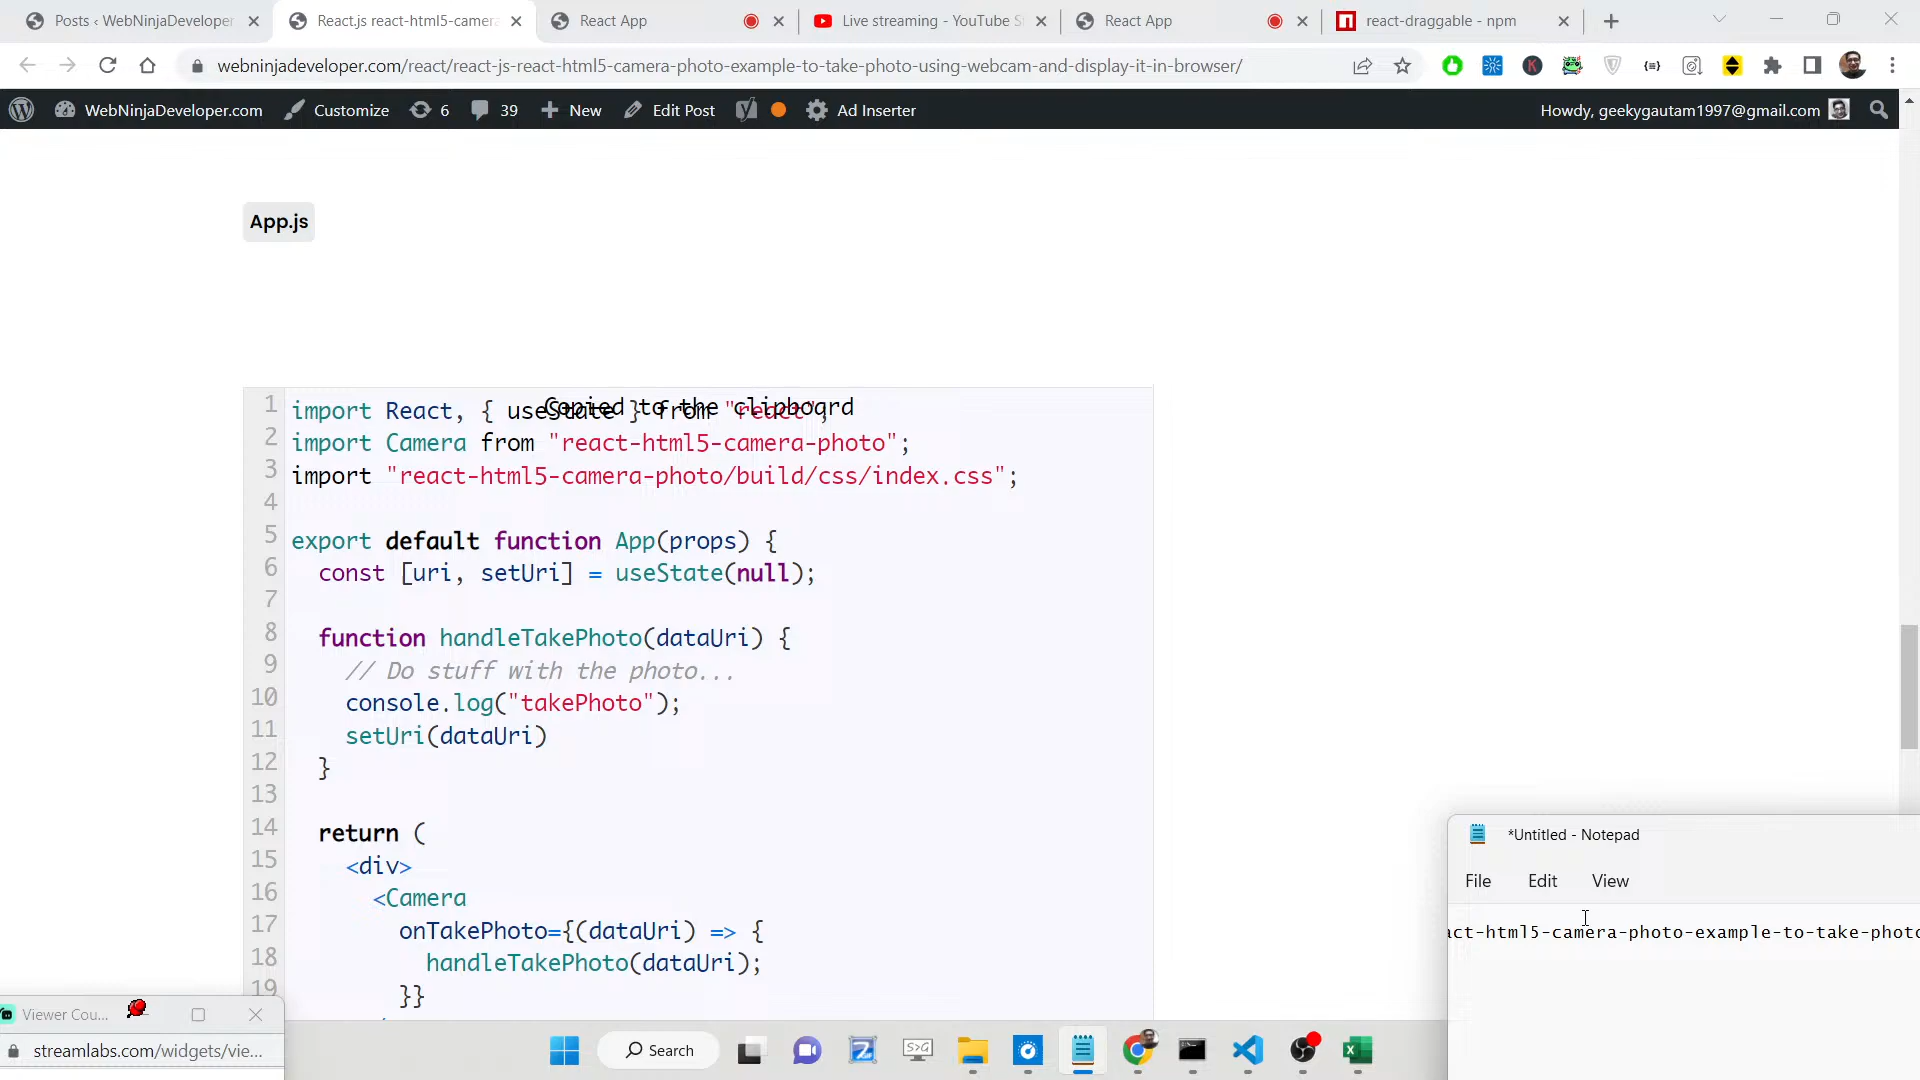 Posts ‹ WebNinjaDeveloper
React.js react-html5-camera
React App
Live streaming - YouTube S
React App
react-draggable - npm
webninjadeveloper.com/react/react-js-react-html5-camera-photo-example-to-take-photo-using-webcam-and-display-it-in-browser/
WebNinjaDeveloper.com
Customize
6
39
New
Edit Post
Ad Inserter
Howdy, geekygautam1997@gmail.com
App.js
Copied to the clipboard
1 import React, { useState } from "react";
2 import Camera from "react-html5-camera-photo";
3 import "react-html5-camera-photo/build/css/index.css";
4
5 export default function App(props) {
6 const [uri, setUri] = useState(null);
7
8 function handleTakePhoto(dataUri) {
9 // Do stuff with the photo...
10 console.log("takePhoto");
11 setUri(dataUri)
12 }
13
14 return (
15 <div>
16 <Camera
17 onTakePhoto={(dataUri) => {
18 handleTakePhoto(dataUri);
19 }}
*Untitled - Notepad
File Edit View
act-html5-camera-photo-example-to-take-photo
Viewer Cou...
streamlabs.com/widgets/vie...
Search